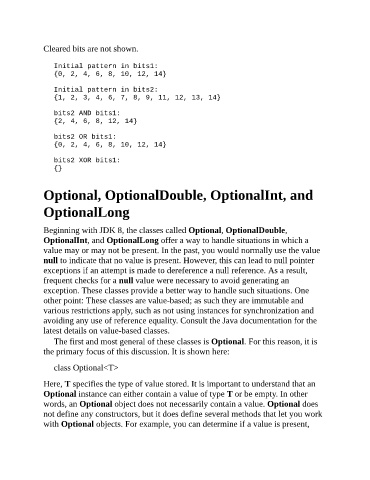 Cleared bits are not shown.
Initial pattern in bits1:
{0, 2, 4, 6, 8, 10, 12, 14}
Initial pattern in bits2:
{1, 2, 3, 4, 6, 7, 8, 9, 11, 12, 13, 14}
bits2 AND bits1:
{2, 4, 6, 8, 12, 14}
bits2 OR bits1:
{0, 2, 4, 6, 8, 10, 12, 14}
bits2 XOR bits1:
{}
Optional, OptionalDouble, OptionalInt, and
OptionalLong
Beginning with JDK 8, the classes called Optional, OptionalDouble,
OptionalInt, and OptionalLong offer a way to handle situations in which a
value may or may not be present. In the past, you would normally use the value
null to indicate that no value is present. However, this can lead to null pointer
exceptions if an attempt is made to dereference a null reference. As a result,
frequent checks for a null value were necessary to avoid generating an
exception. These classes provide a better way to handle such situations. One
other point: These classes are value-based; as such they are immutable and
various restrictions apply, such as not using instances for synchronization and
avoiding any use of reference equality. Consult the Java documentation for the
latest details on value-based classes.
The first and most general of these classes is Optional. For this reason, it is
the primary focus of this discussion. It is shown here:
class Optional<T>
Here, T specifies the type of value stored. It is important to understand that an
Optional instance can either contain a value of type T or be empty. In other
words, an Optional object does not necessarily contain a value. Optional does
not define any constructors, but it does define several methods that let you work
with Optional objects. For example, you can determine if a value is present,